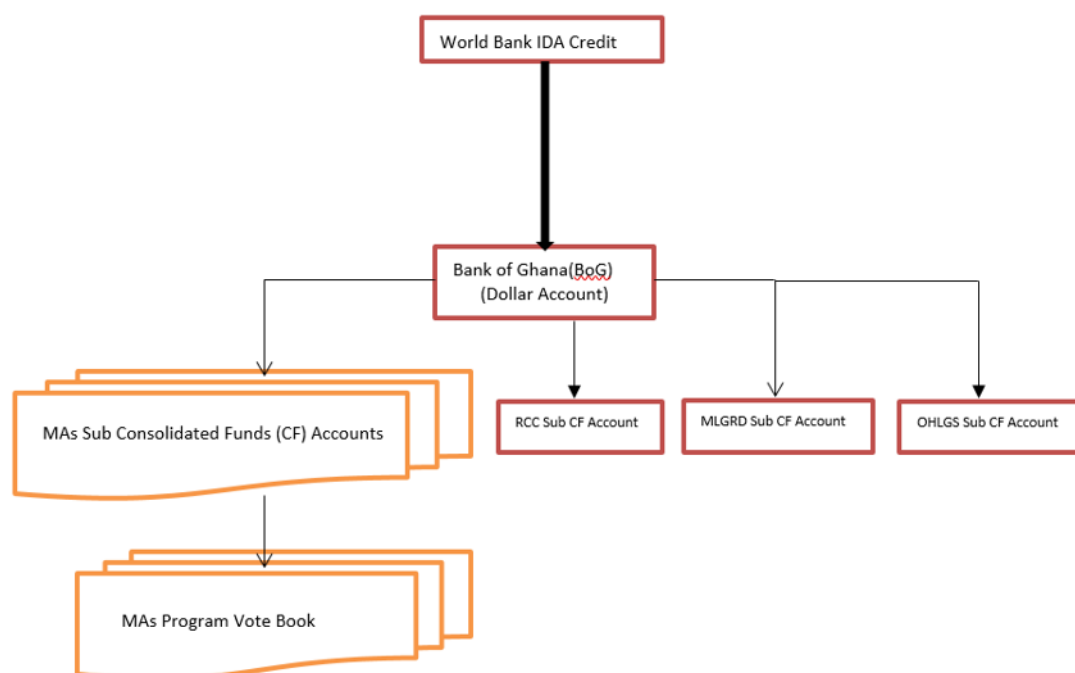 World Bank IDA Credit
Bank of Ghana(BoG)
(Dollar Account)
MAs Sub Consolidated Funds (CF) Accounts
RCC Sub CF Account
MLGRD Sub CF Account
OHLGS Sub CF Account
MAs Program Vote Book